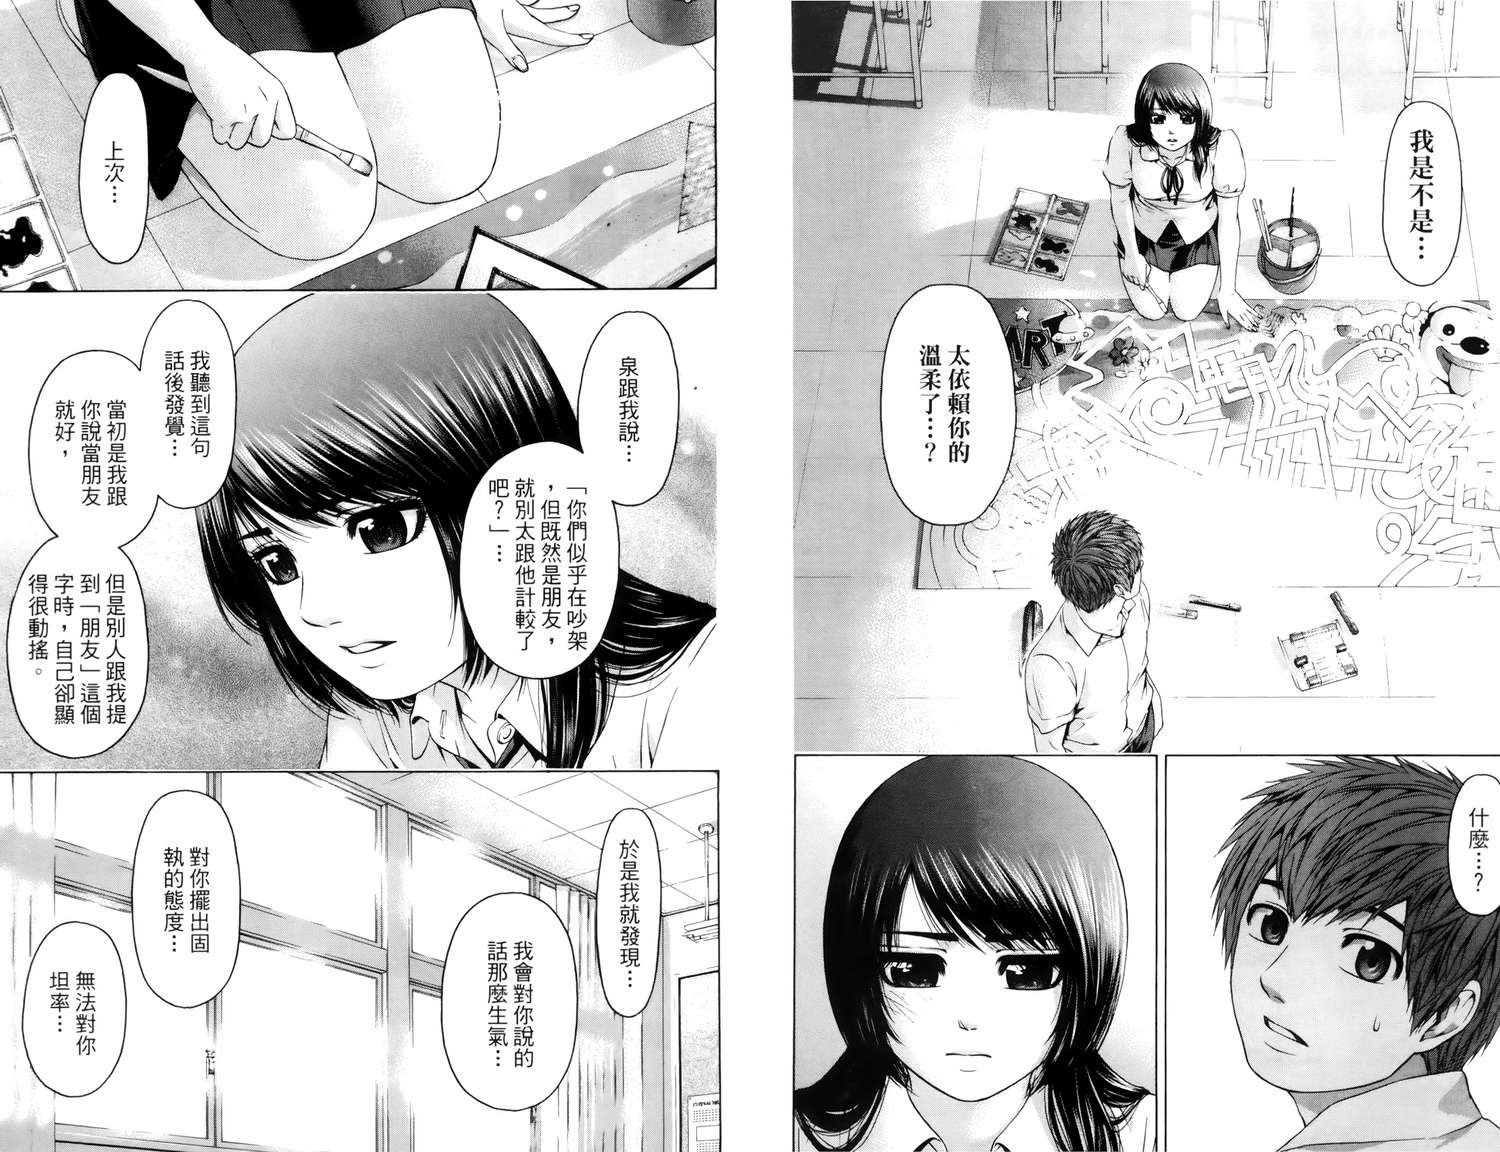 我是不是…
太依賴你的
溫柔了…?
ART
什麼…?
上次…
泉跟我說…
「你們似乎在吵架
,但既然是朋友,
就別太跟他計較了
吧?」…
我聽到這句
話後發覺…
當初是我跟
你說當朋友
就好,
但是別人跟我提
到「朋友」這個
字時,自己卻顯
得很動搖。
於是我就發現…
我會對你說的
話那麼生氣…
對你擺出固
執的態度…
無法對你
坦率…